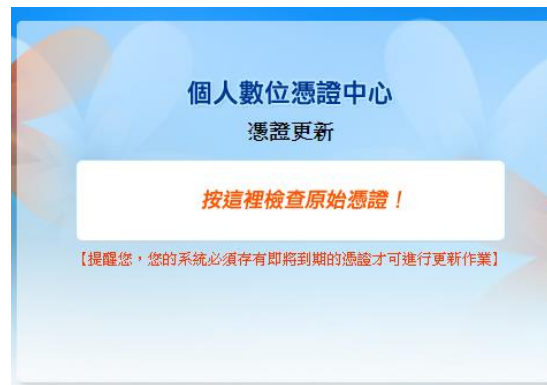 個人數位憑證中心
憑證更新
按這裡檢查原始憑證！
【提醒您，您的系統必須存有即將到期的憑證才可進行更新作業】